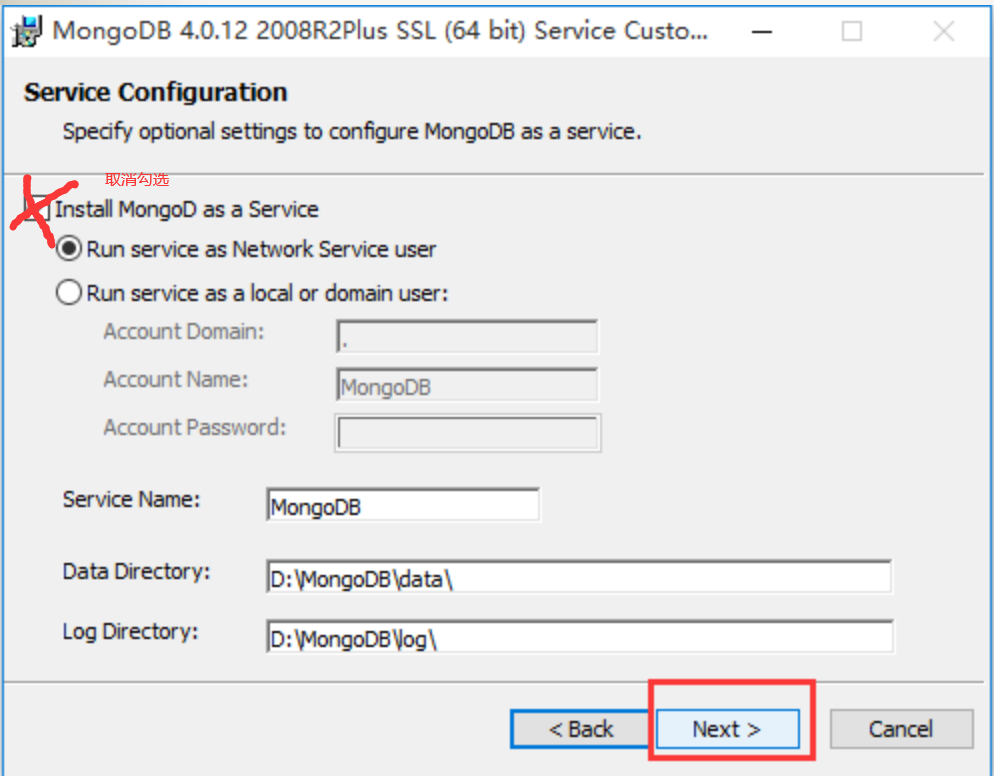 MongoDB 4.0.12 2008R2Plus SSL (64 bit) Service Custo...
Service Configuration
Specify optional settings to configure MongoDB as a service.
取消勾选
Install MongoD as a Service
Run service as Network Service user
Run service as a local or domain user:
Account Domain: .
Account Name: MongoDB
Account Password:
Service Name: MongoDB
Data Directory: D:\MongoDB\data\
Log Directory: D:\MongoDB\log\
< Back Next > Cancel